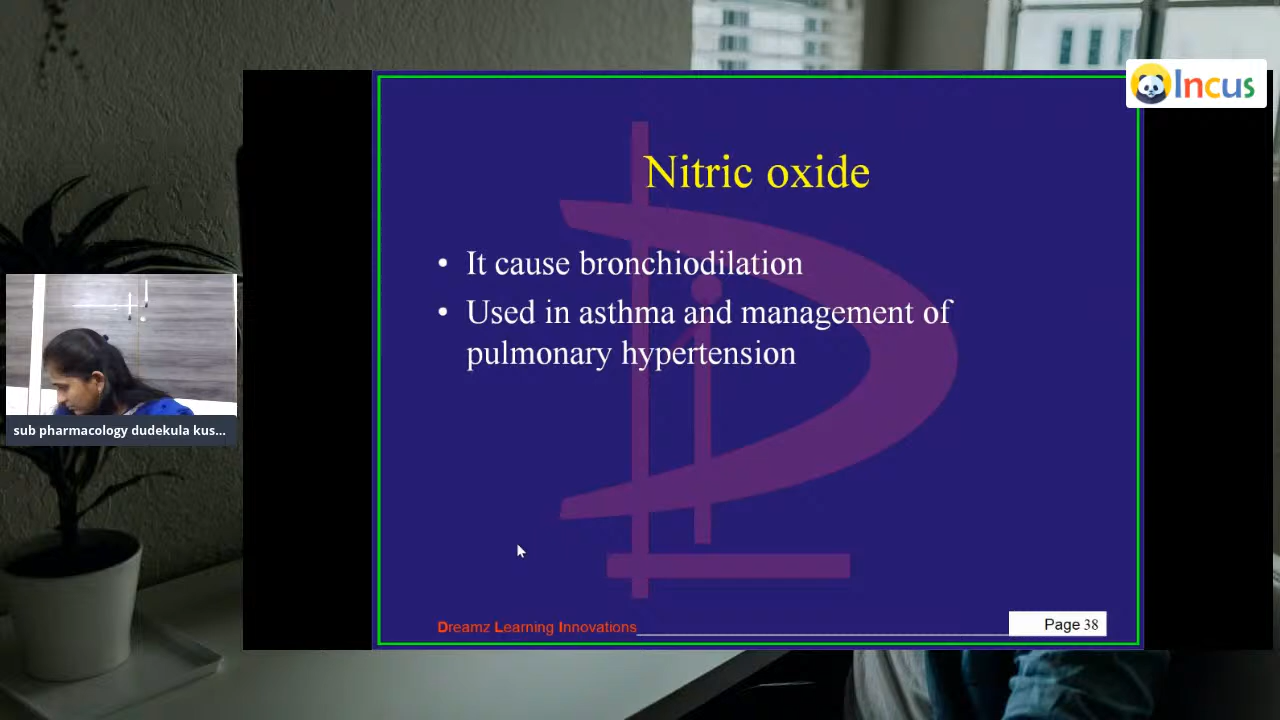 Incus
Nitric oxide
• It cause bronchiodilation
• Used in asthma and management of
pulmonary hypertension
sub pharmacology dudekula kus...
Dreamz Learning Innovations
Page 38